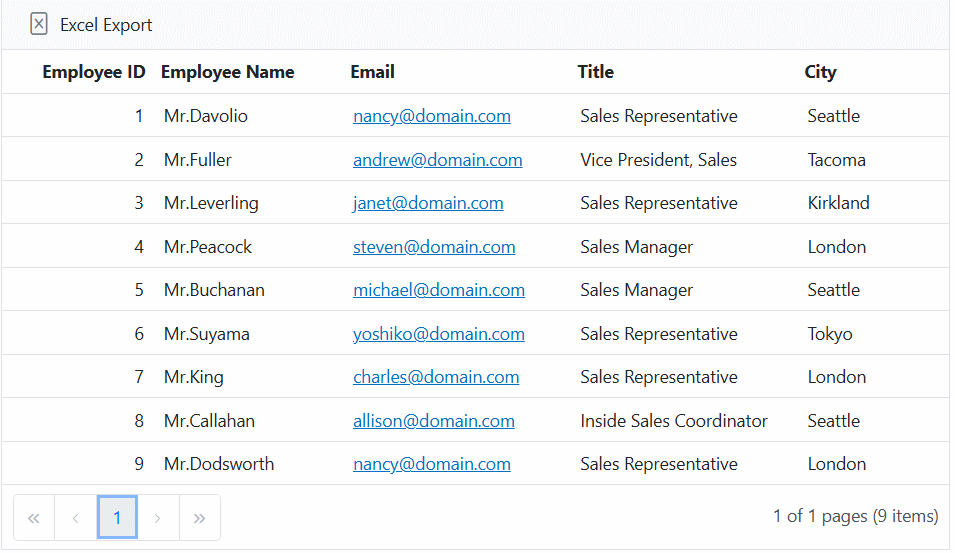 Excel Export
Employee ID Employee Name Email Title City
1 Mr.Davolio nancy@domain.com Sales Representative Seattle
2 Mr.Fuller andrew@domain.com Vice President, Sales Tacoma
3 Mr.Leverling janet@domain.com Sales Representative Kirkland
4 Mr.Peacock steven@domain.com Sales Manager London
5 Mr.Buchanan michael@domain.com Sales Manager Seattle
6 Mr.Suyama yoshiko@domain.com Sales Representative Tokyo
7 Mr.King charles@domain.com Sales Representative London
8 Mr.Callahan allison@domain.com Inside Sales Coordinator Seattle
9 Mr.Dodsworth nancy@domain.com Sales Representative London
« ‹ 1 › » 1 of 1 pages (9 items)